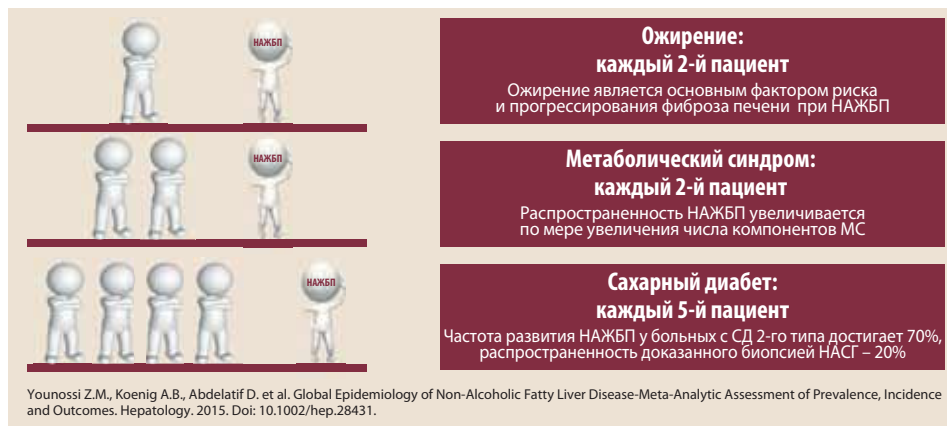 НАЖБП
Ожирение:
каждый 2-й пациент
Ожирение является основным фактором риска
и прогрессирования фиброза печени при НАЖБП
НАЖБП
Метаболический синдром:
каждый 2-й пациент
Распространенность НАЖБП увеличивается
по мере увеличения числа компонентов МС
НАЖБП
Сахарный диабет:
каждый 5-й пациент
Частота развития НАЖБП у больных с СД 2-го типа достигает 70%,
распространенность доказанного биопсией НАСГ – 20%
Younossi Z.M., Koenig A.B., Abdelatif D. et al. Global Epidemiology of Non-Alcoholic Fatty Liver Disease-Meta-Analytic Assessment of Prevalence, Incidence
and Outcomes. Hepatology. 2015. Doi: 10.1002/hep.28431.